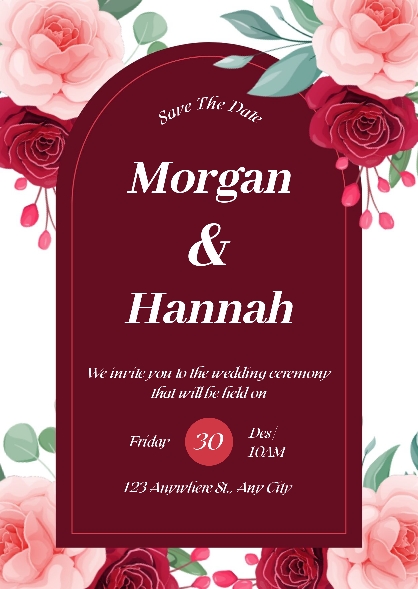 Save The Date
Morgan
&
Hannah
We invite you to the wedding ceremony
that will be held on
Friday
30
Des/
10AM
123 Anywhere St., Any City